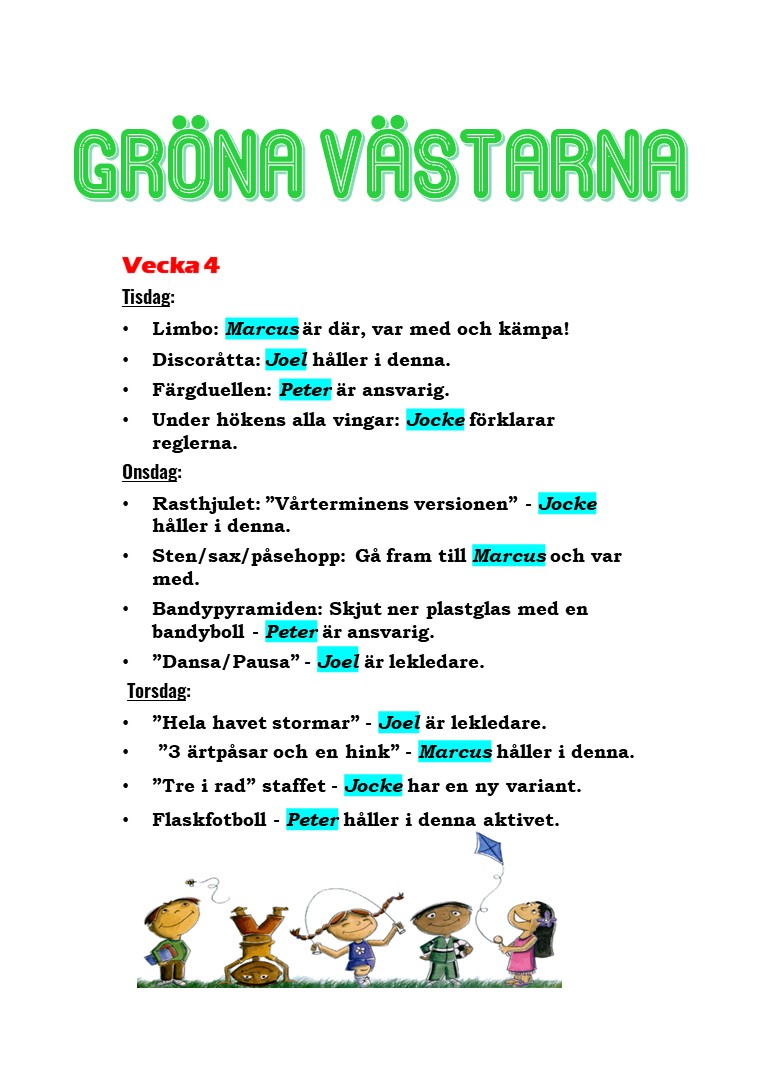 GRÖNA VÄSTARNA
Vecka 4
Tisdag:
• Limbo: Marcus är där, var med och kämpa!
• Discoråtta: Joel håller i denna.
• Färgduellen: Peter är ansvarig.
• Under hökens alla vingar: Jocke förklarar
reglerna.
Onsdag:
• Rasthjulet: ”Vårterminens versionen” - Jocke
håller i denna.
• Sten/sax/påsehopp: Gå fram till Marcus och var
med.
• Bandypyramiden: Skjut ner plastglas med en
bandyboll - Peter är ansvarig.
• ”Dansa/Pausa” - Joel är lekledare.
Torsdag:
• ”Hela havet stormar” - Joel är lekledare.
• ”3 ärtpåsar och en hink” - Marcus håller i denna.
• ”Tre i rad” staffet - Jocke har en ny variant.
• Flaskfotboll - Peter håller i denna aktivet.